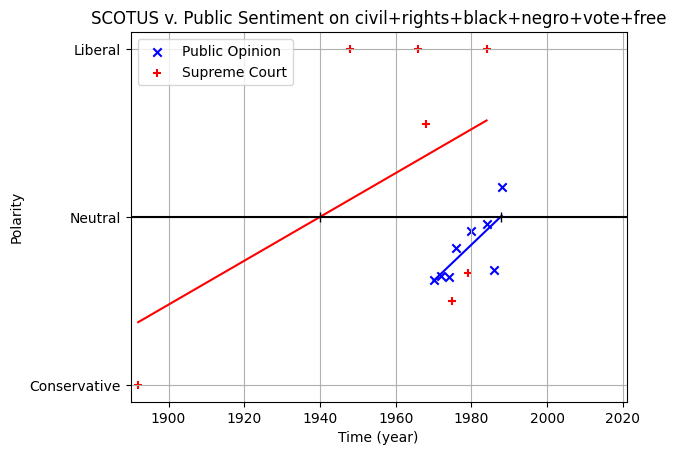 SCOTUS v. Public Sentiment on civil+rights+black+negro+vote+free
Public Opinion
Supreme Court
Liberal
Neutral
Conservative
Polarity
1900 1920 1940 1960 1980 2000 2020
Time (year)